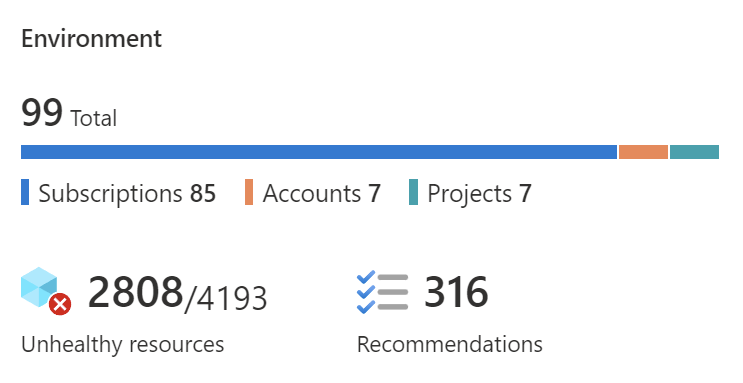 Environment
99 Total
Subscriptions 85 Accounts 7 Projects 7
2808/4193 316
Unhealthy resources Recommendations